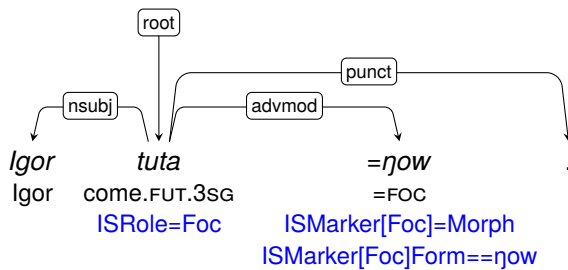 root
punct
nsubj advmod
Igor tuta =ŋow .
Igor come.FUT.3SG =FOC
ISRole=Foc ISMarker[Foc]=Morph
ISMarker[Foc]Form==ŋow